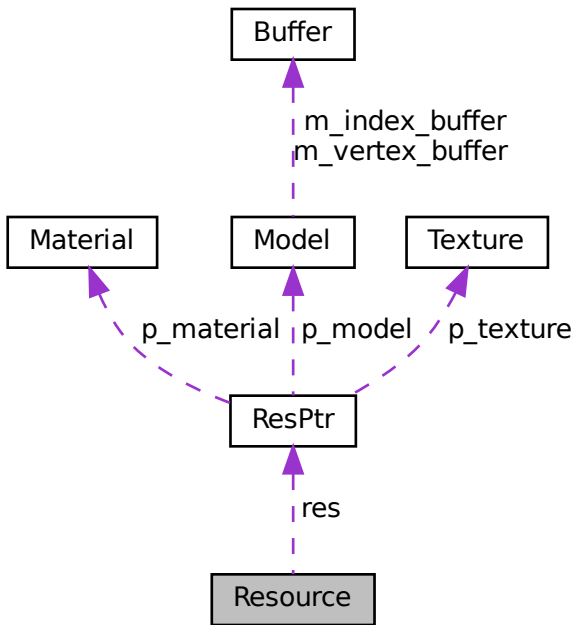 Buffer
m_index_buffer
m_vertex_buffer
Material
Model
Texture
p_material
p_model
p_texture
ResPtr
res
Resource